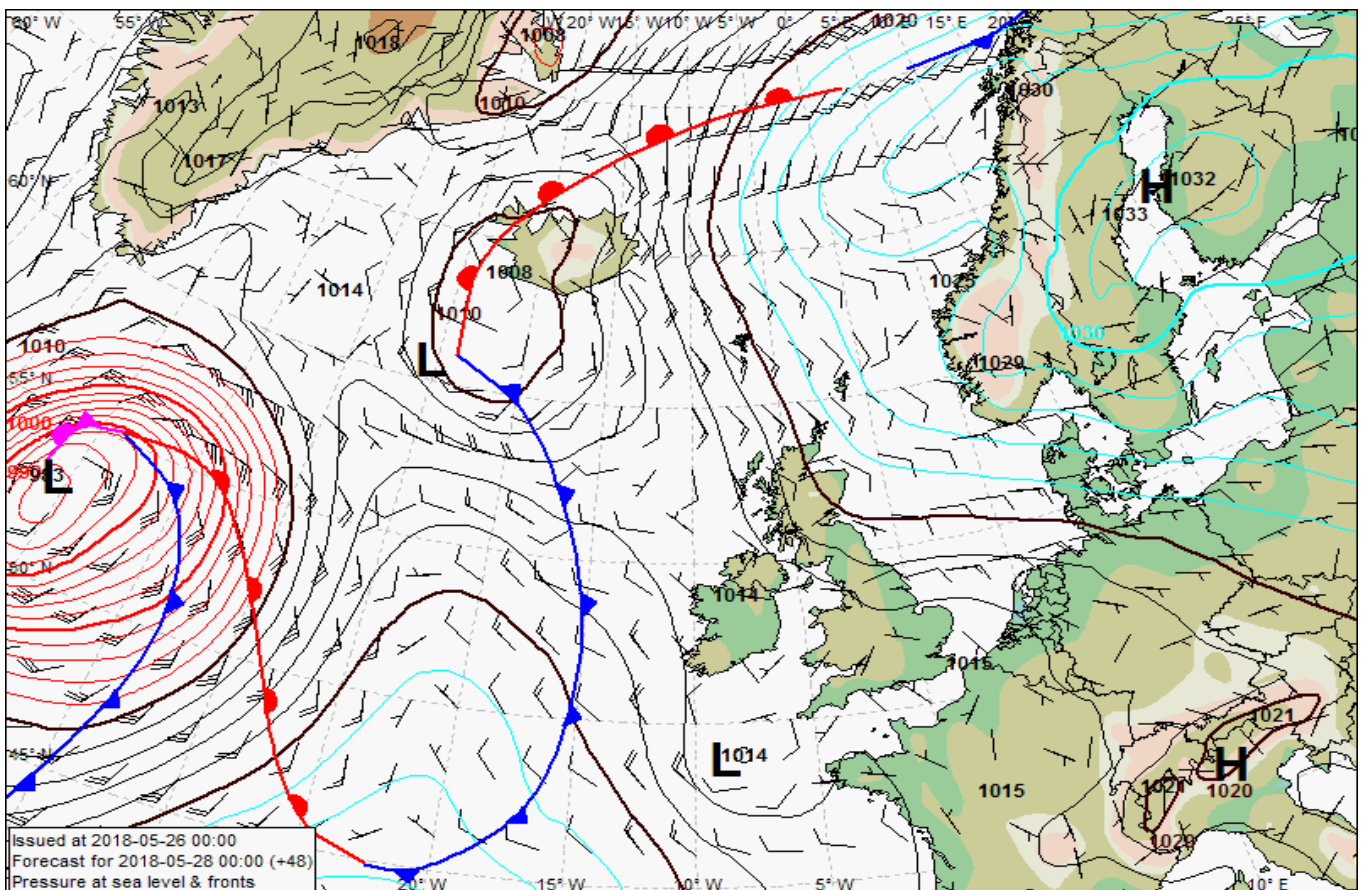 60° W
55° W
W
20° W
15° W
10° W
5° W
0°
5° E
1020
15° E
20°
25° E
1018
1008
1013
1010
1030
1017
60° N
H
1032
1033
1008
1014
1025
1010
1010
L
1030
1029
55° N
1000
L
983
50° N
1014
1015
1021
45° N
L
1014
H
1021
1020
1015
1020
Issued at 2018-05-26 00:00
Forecast for 2018-05-28 00:00 (+48)
Pressure at sea level & fronts
20° W
15° W
10° W
5° W
10° E